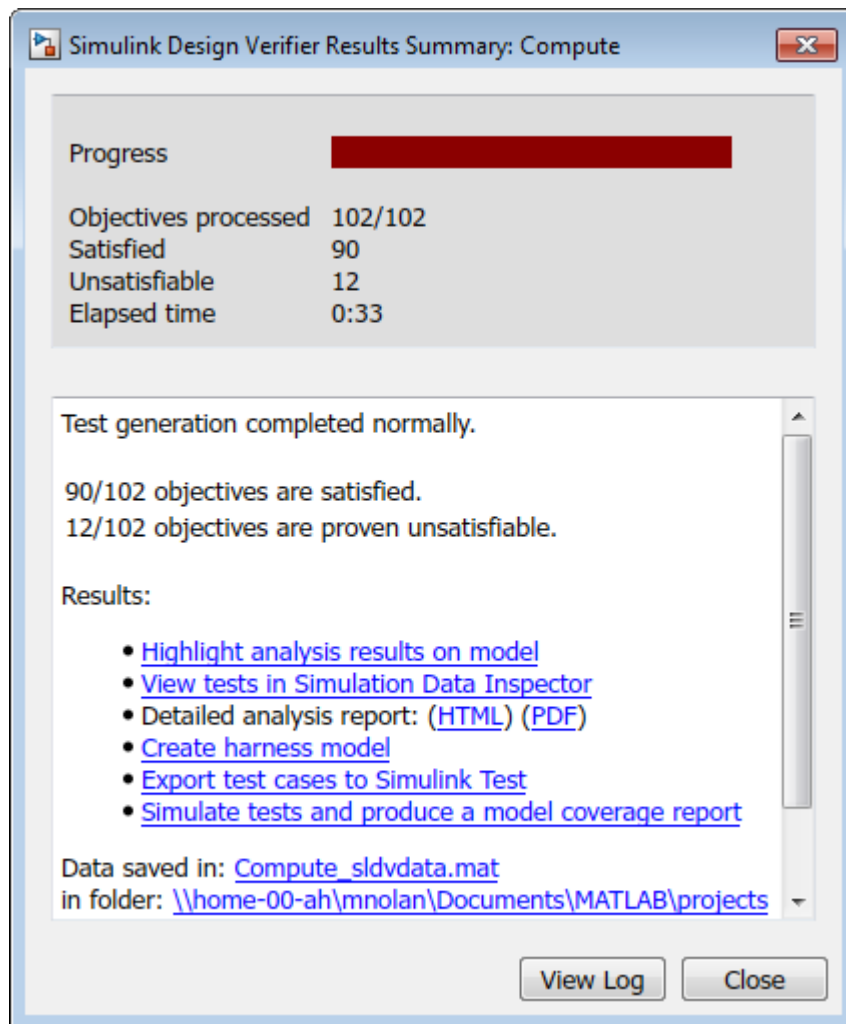 Simulink Design Verifier Results Summary: Compute
Progress
Objectives processed 102/102
Satisfied 90
Unsatisfiable 12
Elapsed time 0:33
Test generation completed normally.
90/102 objectives are satisfied.
12/102 objectives are proven unsatisfiable.
Results:
• Highlight analysis results on model
• View tests in Simulation Data Inspector
• Detailed analysis report: (HTML) (PDF)
• Create harness model
• Export test cases to Simulink Test
• Simulate tests and produce a model coverage report
Data saved in: Compute_sldvdata.mat
in folder: \\home-00-ah\mnolan\Documents\MATLAB\projects
View Log Close